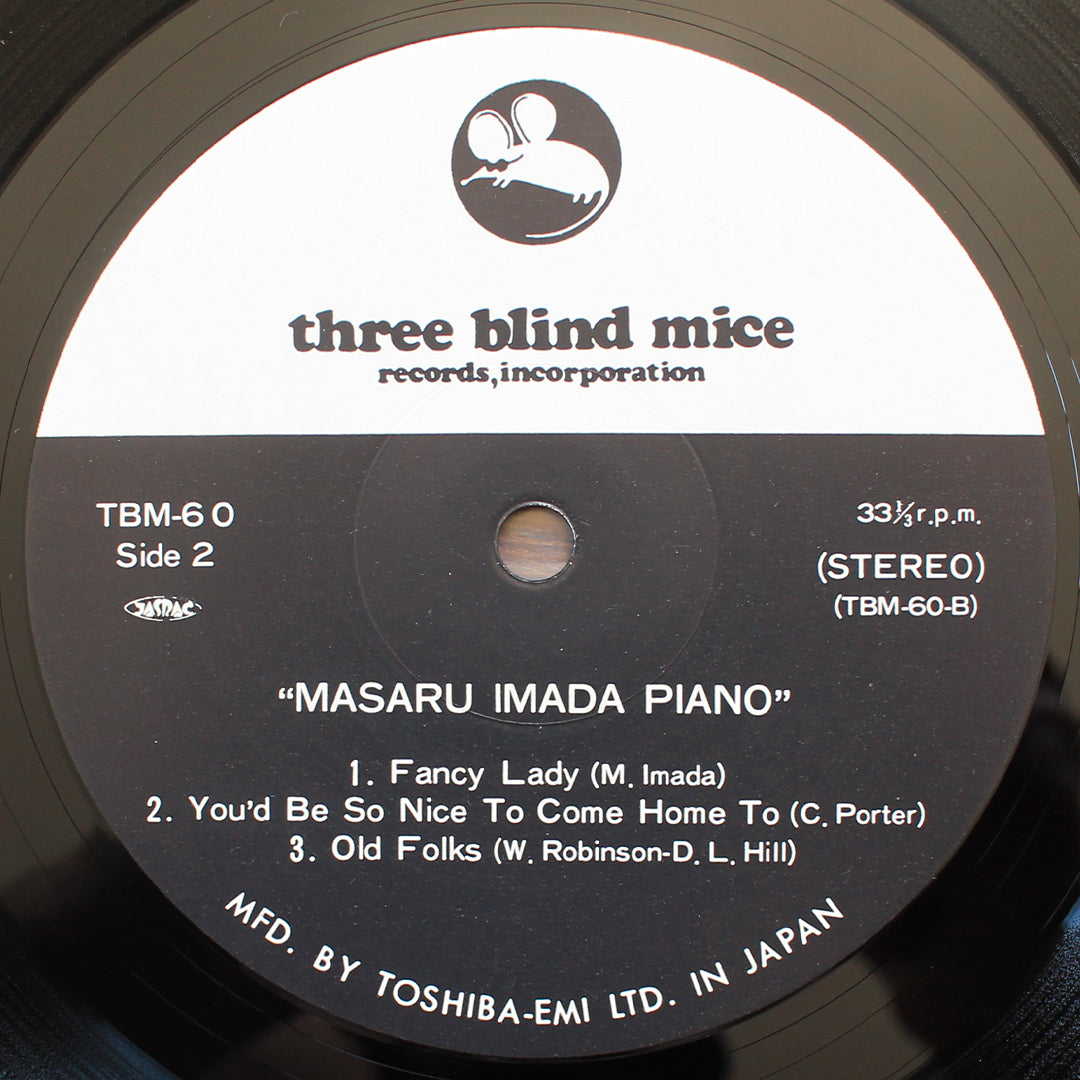 three blind mice
records, incorporation
TBM-60
Side 2
JASRAC
33⅓ r.p.m.
(STEREO)
(TBM-60-B)
“MASARU IMADA PIANO”
1. Fancy Lady (M. Imada)
2. You'd Be So Nice To Come Home To (C. Porter)
3. Old Folks (W. Robinson-D. L. Hill)
MFD. BY TOSHIBA-EMI LTD. IN JAPAN